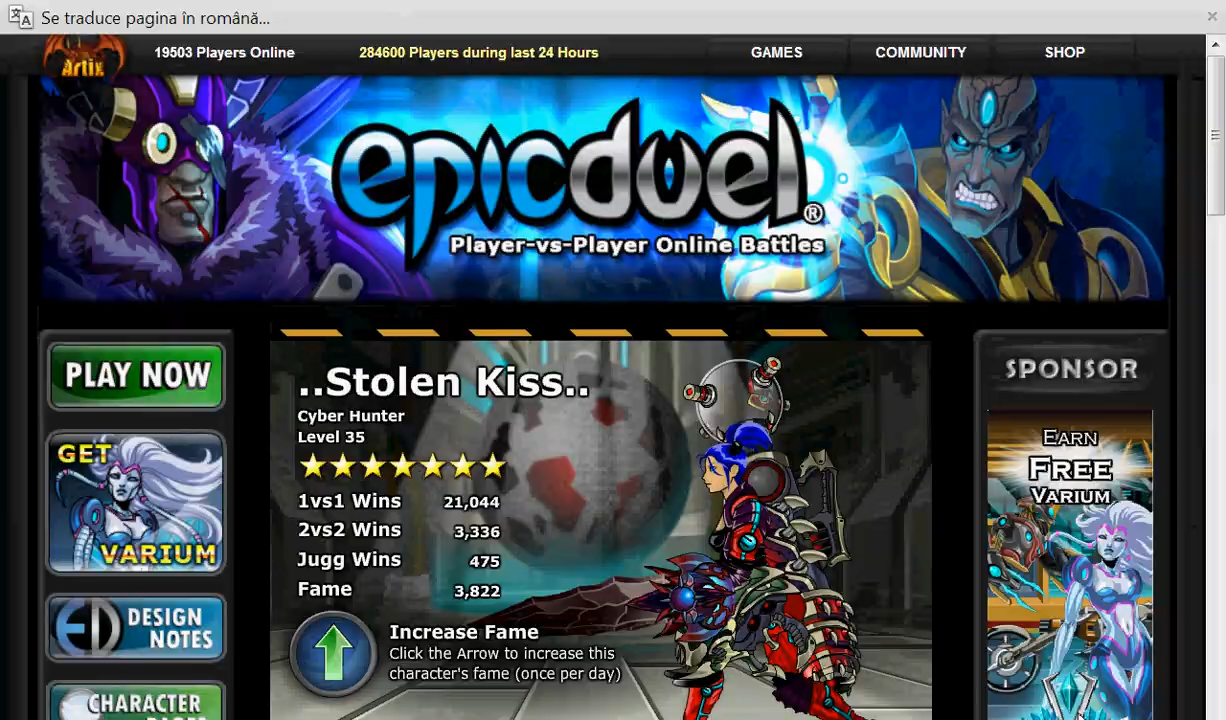 Se traduce pagina în română...
Artix
19503 Players Online
284600 Players during last 24 Hours
GAMES
COMMUNITY
SHOP
epicduel®
Player-vs-Player Online Battles
PLAY NOW
GET
VARIUM
ED DESIGN
NOTES
CHARACTER
..Stolen Kiss..
Cyber Hunter
Level 35
1vs1 Wins 21,044
2vs2 Wins 3,336
Jugg Wins 475
Fame 3,822
Increase Fame
Click the Arrow to increase this
character's fame (once per day)
SPONSOR
EARN
FREE
VARIUM